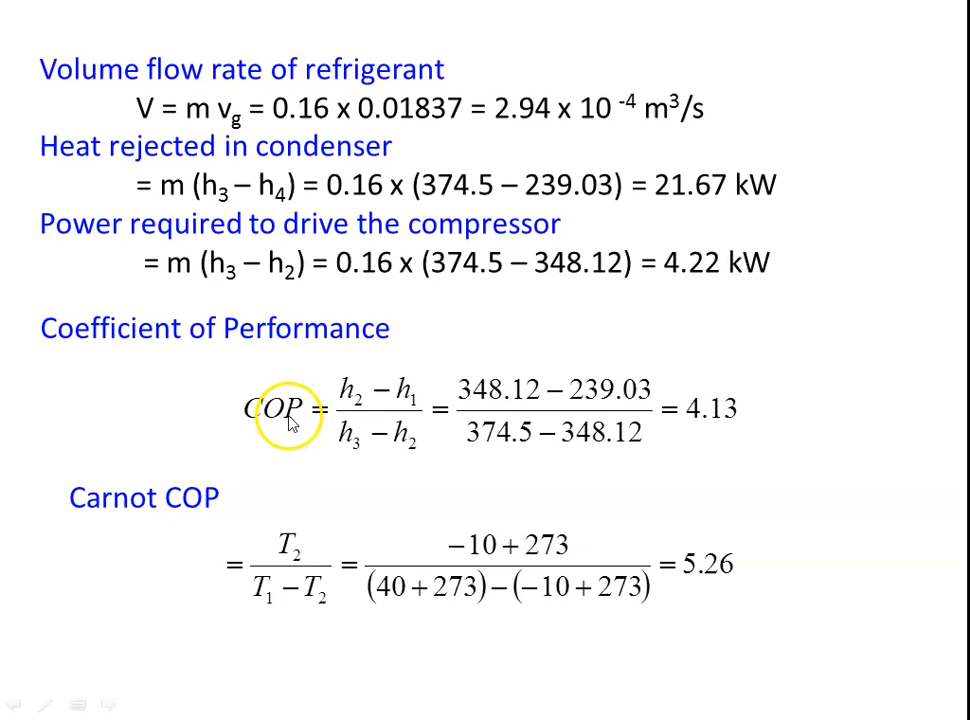 Volume flow rate of refrigerant
V = m v_g = 0.16 x 0.01837 = 2.94 x 10 ⁻⁴ m³/s
Heat rejected in condenser
= m (h₃ – h₄) = 0.16 x (374.5 – 239.03) = 21.67 kW
Power required to drive the compressor
= m (h₃ – h₂) = 0.16 x (374.5 – 348.12) = 4.22 kW
Coefficient of Performance
COP = (h₂ − h₁) / (h₃ − h₂) = (348.12 − 239.03) / (374.5 − 348.12) = 4.13
Carnot COP
= T₂ / (T₁ − T₂) = (−10 + 273) / ((40 + 273) − (−10 + 273)) = 5.26